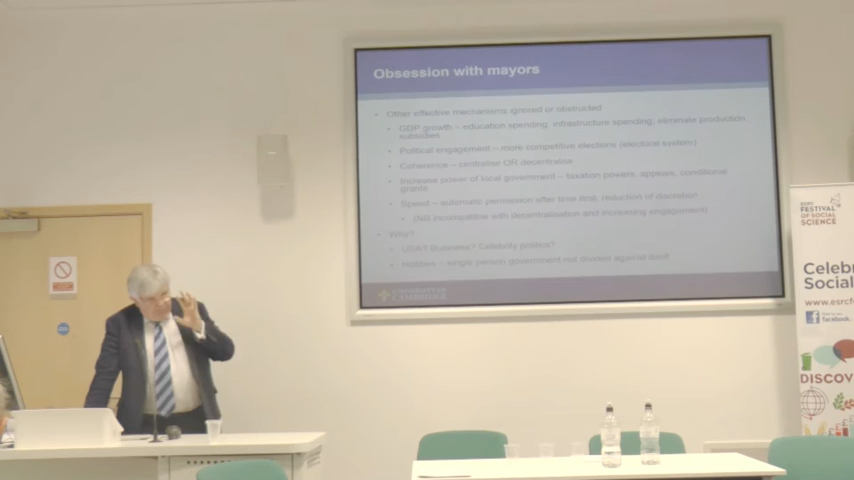 Obsession with mayors
Other effective mechanisms ignored or obstructed
GDP growth – education spending, infrastructure spending, eliminate production
subsidies
Political engagement – more competitive elections (electoral system)
Coherence – centralise OR decentralise
Increase power of local government – taxation powers, appeals, conditional
grants
Speed – automatic permission after time limit, reduction of discretion
(NB incompatible with decentralisation and increasing engagement)
Why?
USA? Business? Celebrity politics?
Hobbes – single person government not divided against itself
UNIVERSITY OF
CAMBRIDGE
ESRC
FESTIVAL
OF SOCIAL
SCIENCE
Celebr
Social
www.esrcfe
facebook
DISCOV